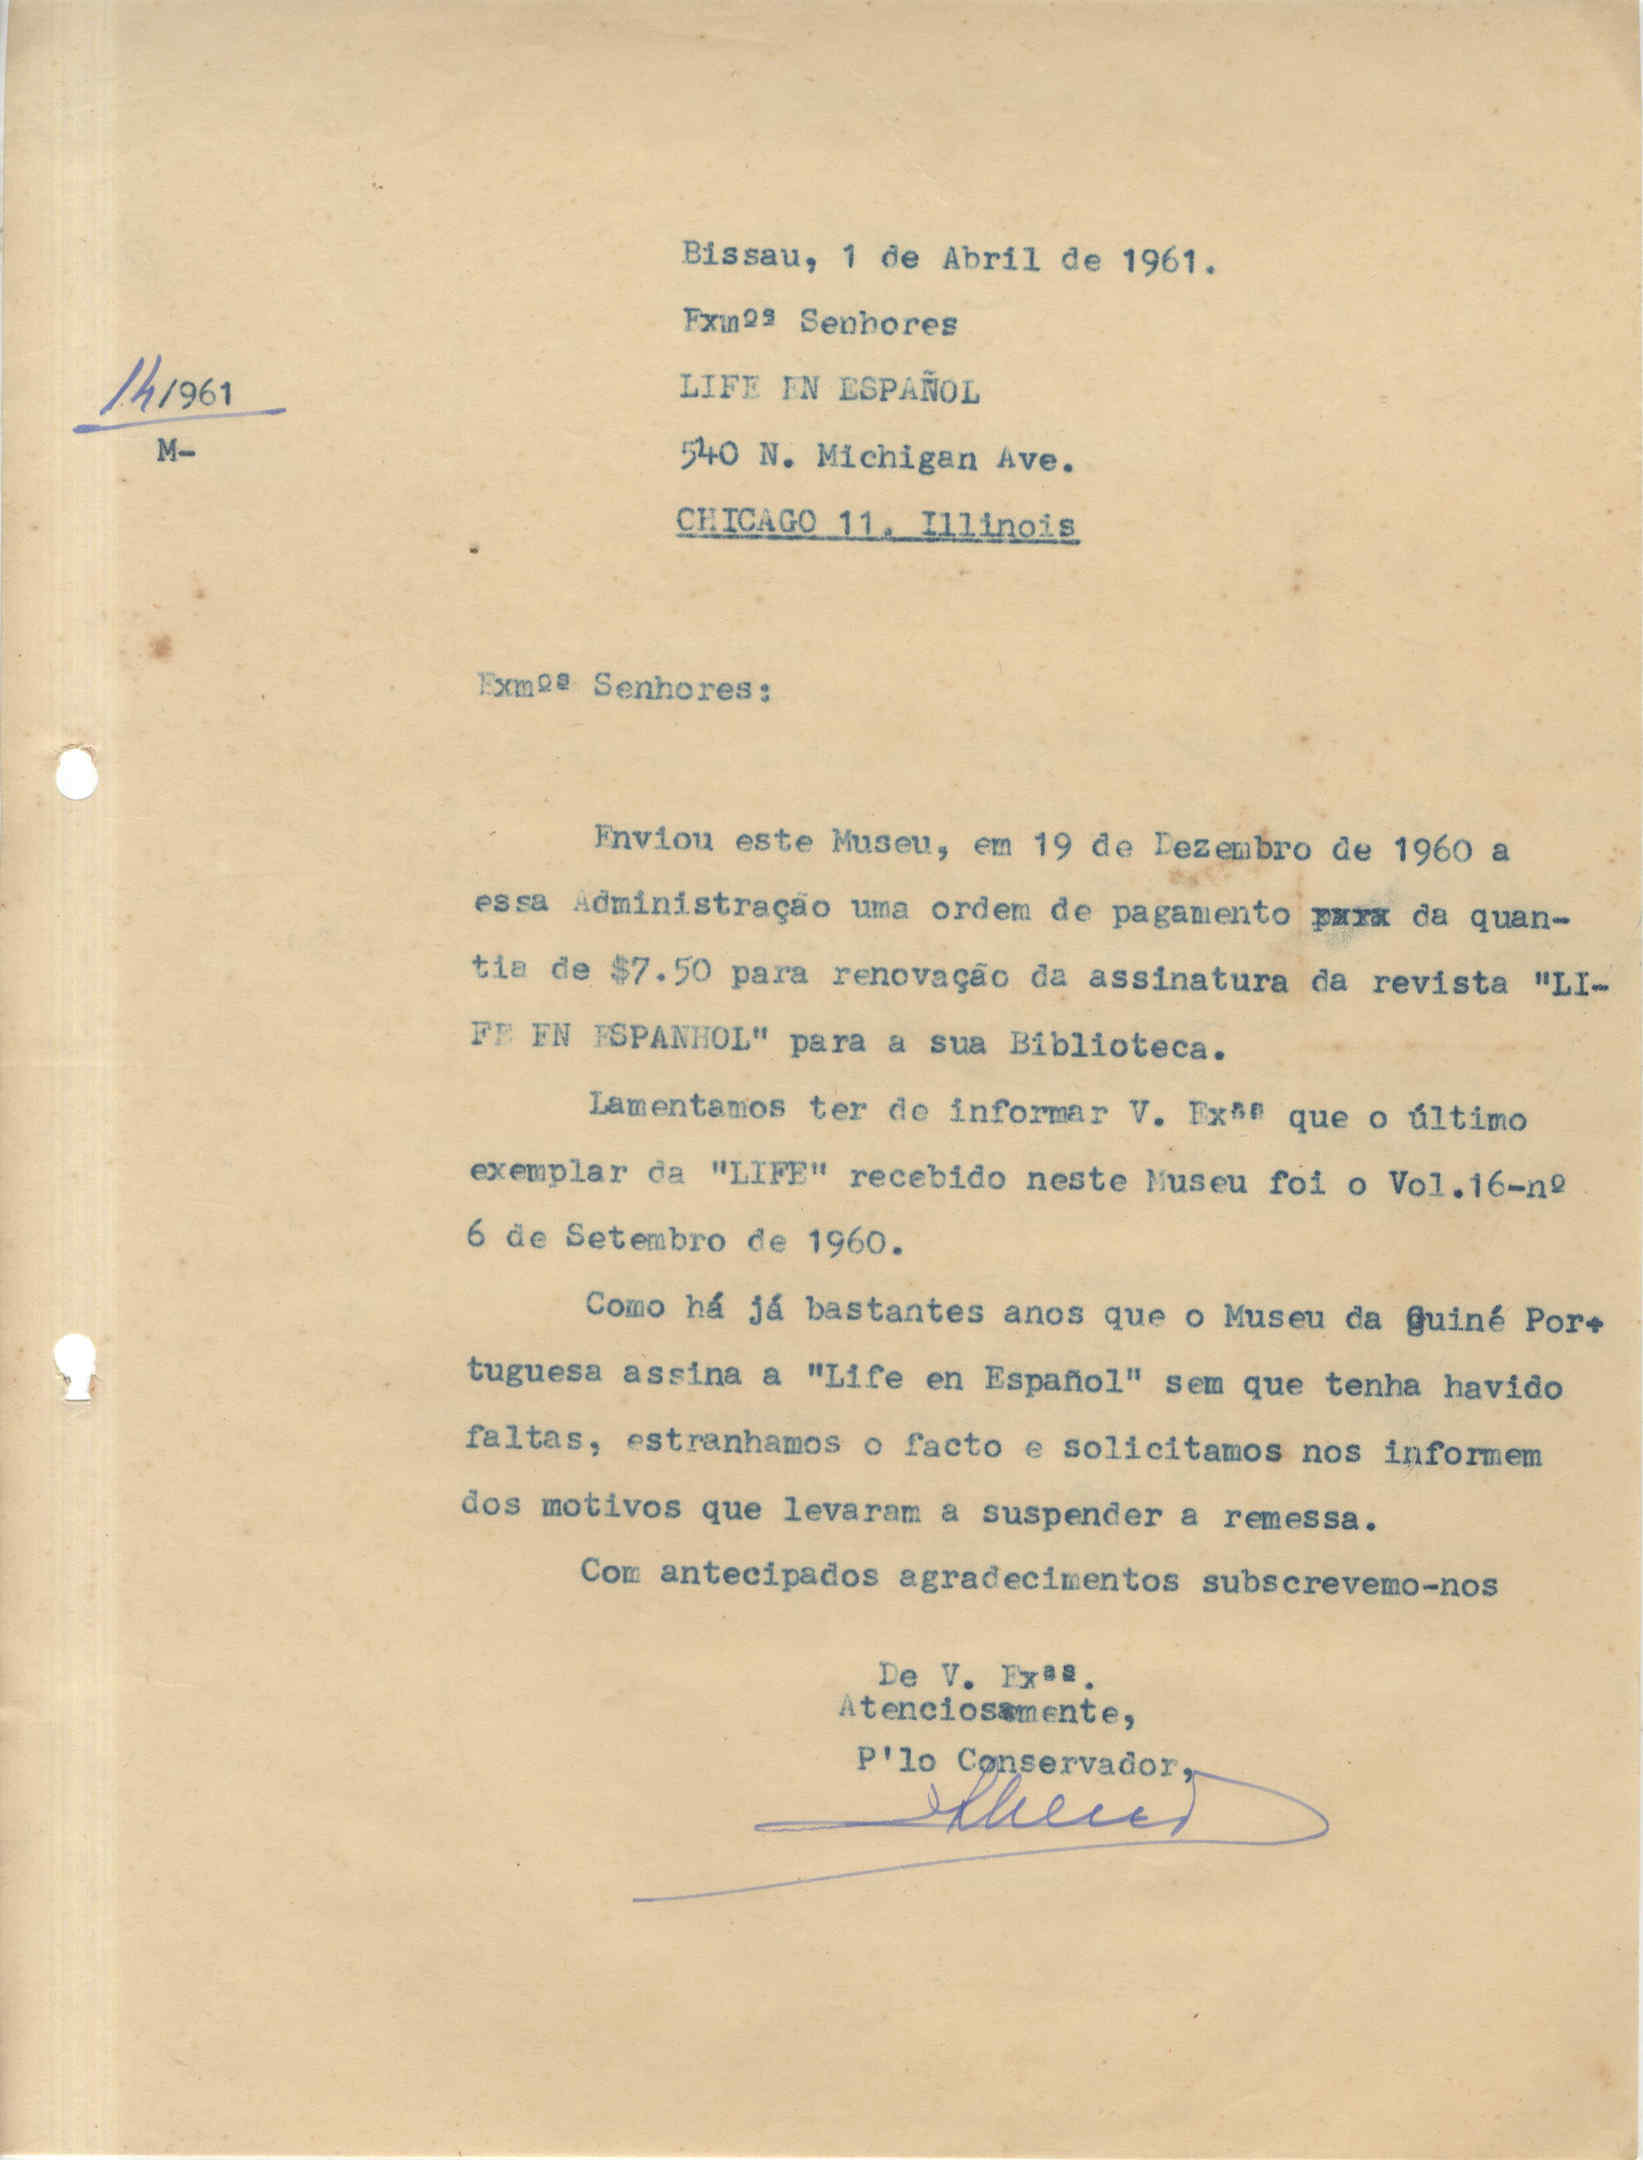 Bissau, 1 de Abril de 1961.
Exmºs Senhores
LIFE EN ESPAÑOL
14/1961
M-
540 N. Michigan Ave.
CHICAGO 11. Illinois
Exmºs Senhores:
Enviou este Museu, em 19 de Dezembro de 1960 a
essa Administração uma ordem de pagamento da quan-
tia de $7.50 para renovação da assinatura da revista "LI-
FE EN ESPANHOL" para a sua Biblioteca.
Lamentamos ter de informar V. Exªs que o último
exemplar da "LIFE" recebido neste Museu foi o Vol.16-nº
6 de Setembro de 1960.
Como há já bastantes anos que o Museu da Guiné Por-
tuguesa assina a "Life en Español" sem que tenha havido
faltas, estranhamos o facto e solicitamos nos informem
dos motivos que levaram a suspender a remessa.
Com antecipados agradecimentos subscrevemo-nos
De V. Exªs.
Atenciosamente,
P'lo Conservador,